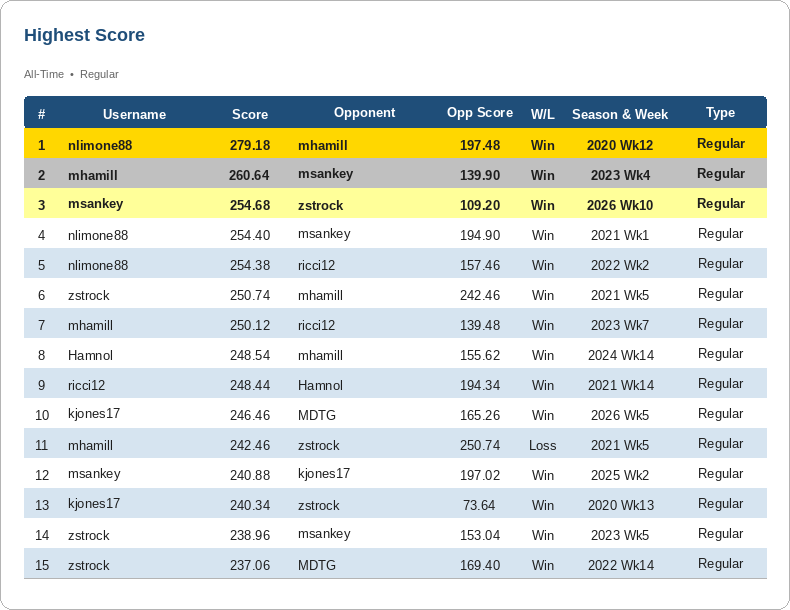 Highest Score
All-Time • Regular
# Username Score Opponent Opp Score W/L Season & Week Type
1 nlimone88 279.18 mhamill 197.48 Win 2020 Wk12 Regular
2 mhamill 260.64 msankey 139.90 Win 2023 Wk4 Regular
3 msankey 254.68 zstrock 109.20 Win 2026 Wk10 Regular
4 nlimone88 254.40 msankey 194.90 Win 2021 Wk1 Regular
5 nlimone88 254.38 ricci12 157.46 Win 2022 Wk2 Regular
6 zstrock 250.74 mhamill 242.46 Win 2021 Wk5 Regular
7 mhamill 250.12 ricci12 139.48 Win 2023 Wk7 Regular
8 Hamnol 248.54 mhamill 155.62 Win 2024 Wk14 Regular
9 ricci12 248.44 Hamnol 194.34 Win 2021 Wk14 Regular
10 kjones17 246.46 MDTG 165.26 Win 2026 Wk5 Regular
11 mhamill 242.46 zstrock 250.74 Loss 2021 Wk5 Regular
12 msankey 240.88 kjones17 197.02 Win 2025 Wk2 Regular
13 kjones17 240.34 zstrock 73.64 Win 2020 Wk13 Regular
14 zstrock 238.96 msankey 153.04 Win 2023 Wk5 Regular
15 zstrock 237.06 MDTG 169.40 Win 2022 Wk14 Regular